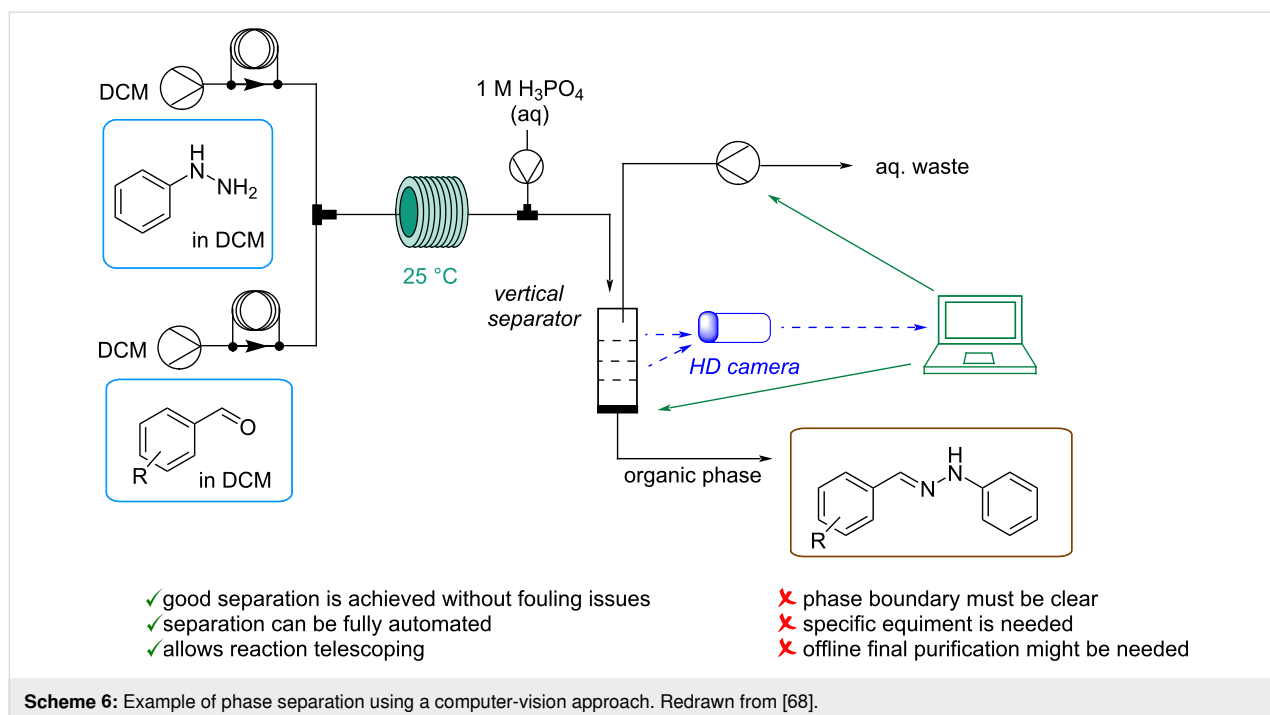 DCM
H
N
NH2
in DCM
DCM
O
R
in DCM
25 °C
1 M H3PO4
(aq)
aq. waste
vertical
separator
HD camera
organic phase
H
N
N
R
✓good separation is achieved without fouling issues
✓separation can be fully automated
✓allows reaction telescoping
✗ phase boundary must be clear
✗ specific equiment is needed
✗ offline final purification might be needed
Scheme 6: Example of phase separation using a computer-vision approach. Redrawn from [68].